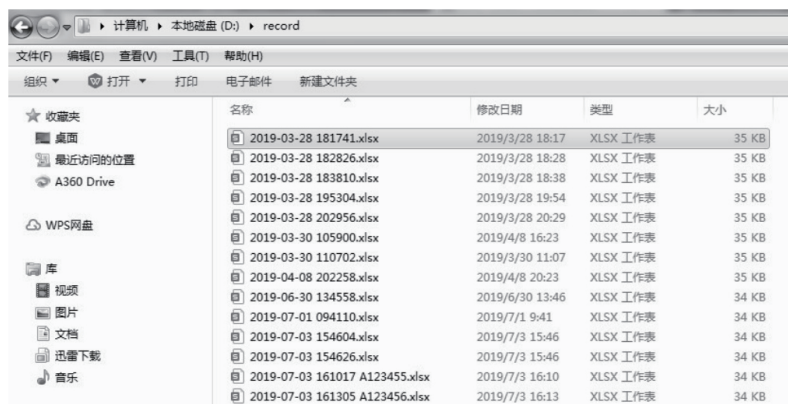 计算机 ▸ 本地磁盘 (D:) ▸ record
文件(F) 编辑(E) 查看(V) 工具(T) 帮助(H)
组织 ▼ 打开 ▼ 打印 电子邮件 新建文件夹
收藏夹
桌面
最近访问的位置
A360 Drive
WPS网盘
库
视频
图片
文档
迅雷下载
音乐
名称 修改日期 类型 大小
2019-03-28 181741.xlsx 2019/3/28 18:17 XLSX 工作表 35 KB
2019-03-28 182826.xlsx 2019/3/28 18:28 XLSX 工作表 35 KB
2019-03-28 183810.xlsx 2019/3/28 18:38 XLSX 工作表 35 KB
2019-03-28 195304.xlsx 2019/3/28 19:54 XLSX 工作表 35 KB
2019-03-28 202956.xlsx 2019/3/28 20:29 XLSX 工作表 35 KB
2019-03-30 105900.xlsx 2019/4/8 16:23 XLSX 工作表 35 KB
2019-03-30 110702.xlsx 2019/3/30 11:07 XLSX 工作表 35 KB
2019-04-08 202258.xlsx 2019/4/8 20:23 XLSX 工作表 35 KB
2019-06-30 134558.xlsx 2019/6/30 13:46 XLSX 工作表 34 KB
2019-07-01 094110.xlsx 2019/7/1 9:41 XLSX 工作表 34 KB
2019-07-03 154604.xlsx 2019/7/3 15:46 XLSX 工作表 34 KB
2019-07-03 154626.xlsx 2019/7/3 15:46 XLSX 工作表 34 KB
2019-07-03 161017 A123455.xlsx 2019/7/3 16:10 XLSX 工作表 34 KB
2019-07-03 161305 A123456.xlsx 2019/7/3 16:13 XLSX 工作表 34 KB